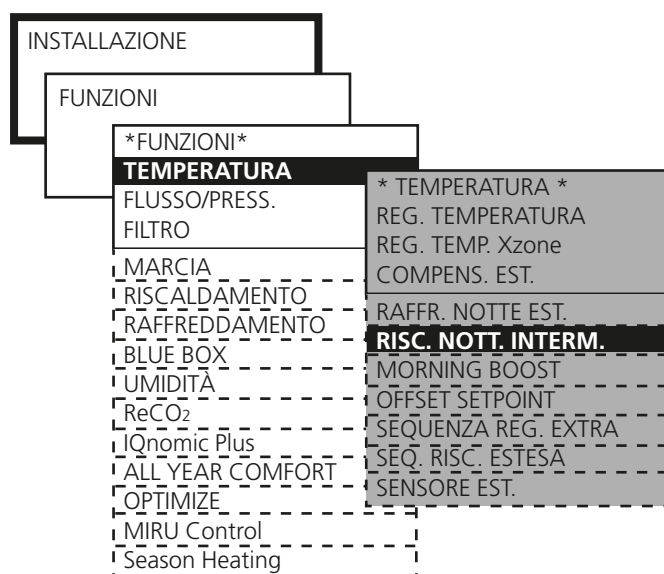 INSTALLAZIONE
FUNZIONI
*FUNZIONI*
TEMPERATURA
FLUSSO/PRESS.
FILTRO
MARCIA
RISCALDAMENTO
RAFFREDDAMENTO
BLUE BOX
UMIDITÀ
ReCO2
IQnomic Plus
ALL YEAR COMFORT
OPTIMIZE
MIRU Control
Season Heating
* TEMPERATURA *
REG. TEMPERATURA
REG. TEMP. Xzone
COMPENS. EST.
RAFFR. NOTTE EST.
RISC. NOTT. INTERM.
MORNING BOOST
OFFSET SETPOINT
SEQUENZA REG. EXTRA
SEQ. RISC. ESTESA
SENSORE EST.